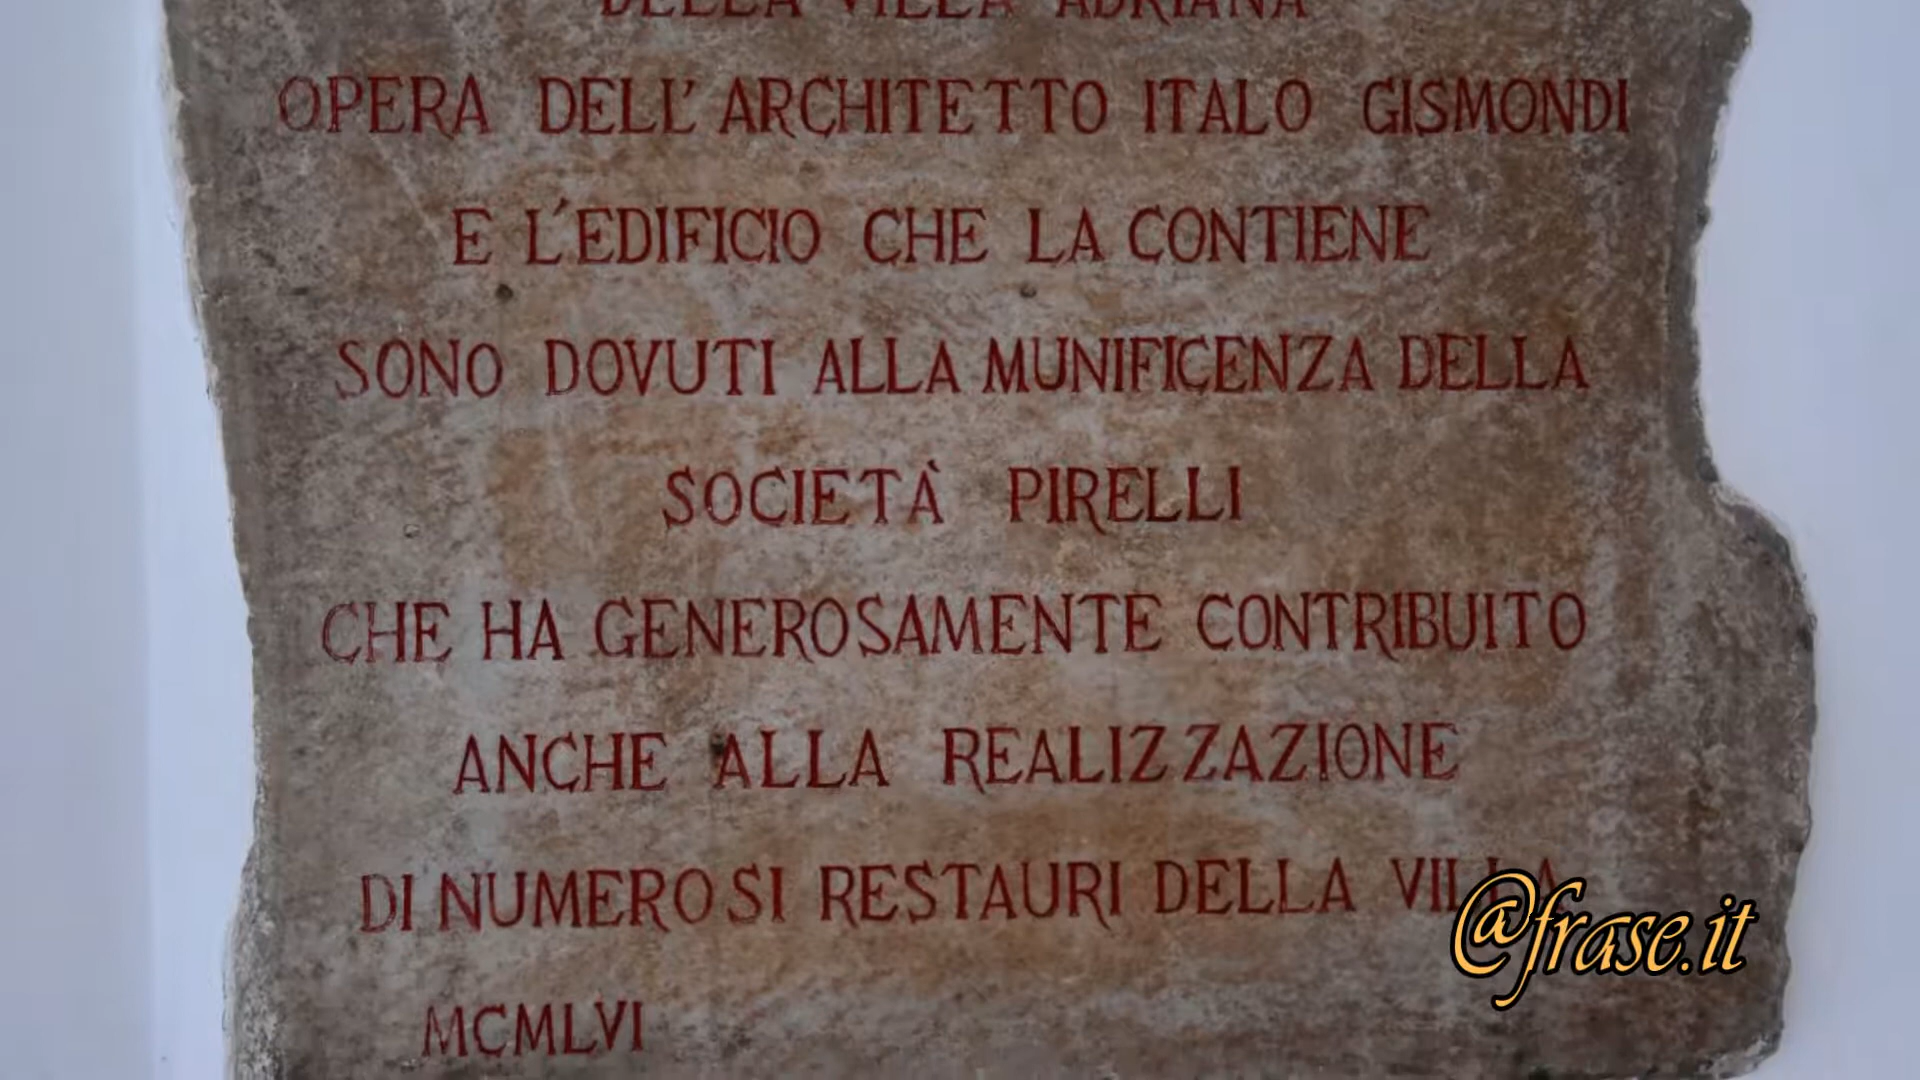 DELLA VILLA ADRIANA
OPERA DELL'ARCHITETTO ITALO GISMONDI
E L'EDIFICIO CHE LA CONTIENE
SONO DOVUTI ALLA MUNIFICENZA DELLA
SOCIETÀ PIRELLI
CHE HA GENEROSAMENTE CONTRIBUITO
ANCHE ALLA REALIZZAZIONE
DI NUMEROSI RESTAURI DELLA VILLA
@frase.it
MCMLVI